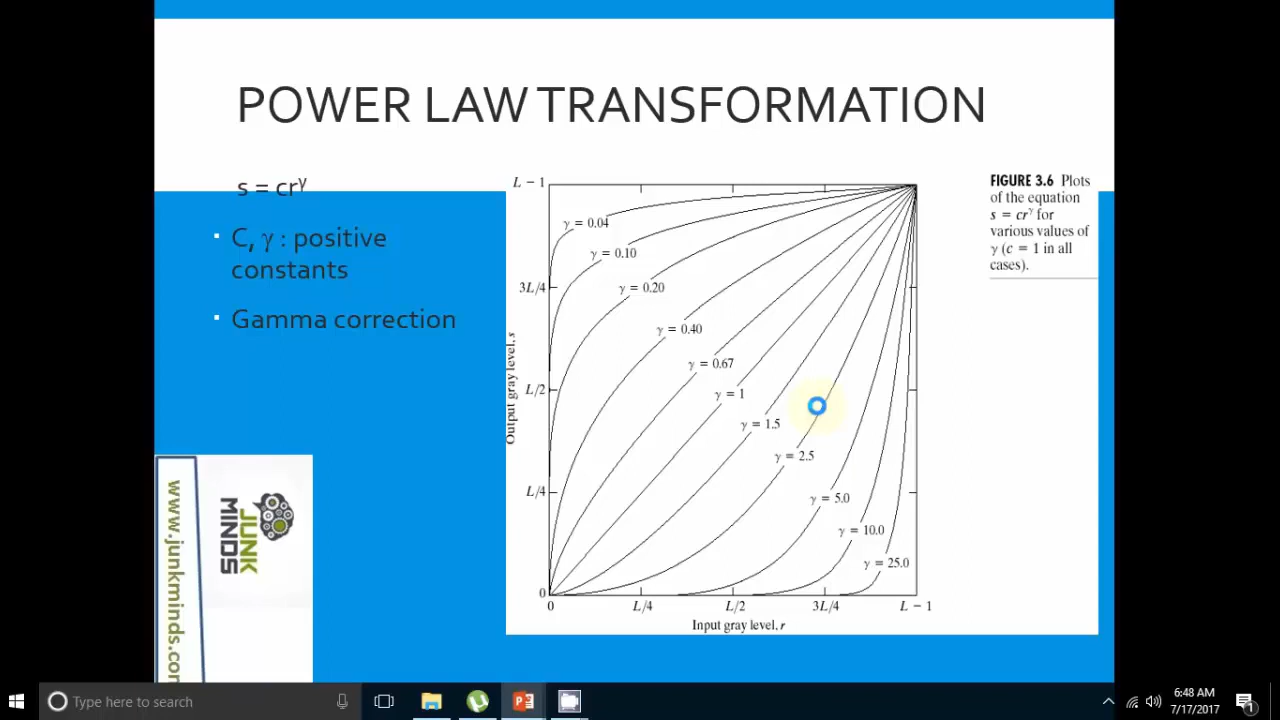 POWER LAW TRANSFORMATION
s = crᵞ
C, γ : positive
constants
Gamma correction
L − 1
3L/4
L/2
L/4
0
Output gray level, s
γ = 0.04
γ = 0.10
γ = 0.20
γ = 0.40
γ = 0.67
γ = 1
γ = 1.5
γ = 2.5
γ = 5.0
γ = 10.0
γ = 25.0
0
L/4
L/2
3L/4
L − 1
Input gray level, r
FIGURE 3.6 Plots
of the equation
s = crᵞ for
various values of
γ (c = 1 in all
cases).
www.junkminds.com
JUNK
MINDS
Type here to search
6:48 AM
7/17/2017
1